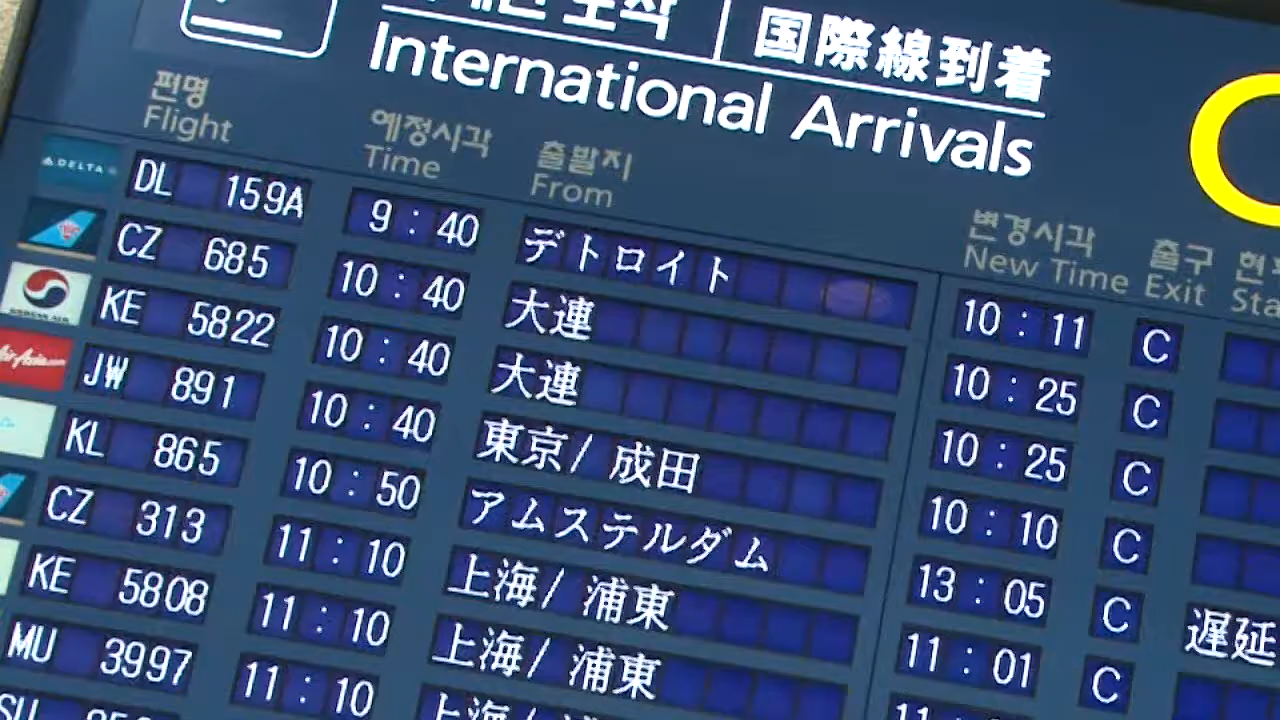 国際線到着
International Arrivals
편명 예정시각 출발지 변경시각 출구
Flight Time From New Time Exit
DELTA DL 159A 9:40 デトロイト 10:11 C
CZ 685 10:40 大連 10:25 C
KE 5822 10:40 大連 10:25 C
AirAsia.com JW 891 10:40 東京/ 成田 10:10 C
KL 865 10:50 アムステルダム 13:05 C 遅延
CZ 313 11:10 上海/ 浦東 11:01 C
KE 5808 11:10 上海/ 浦東
MU 3997 11:10 上海/